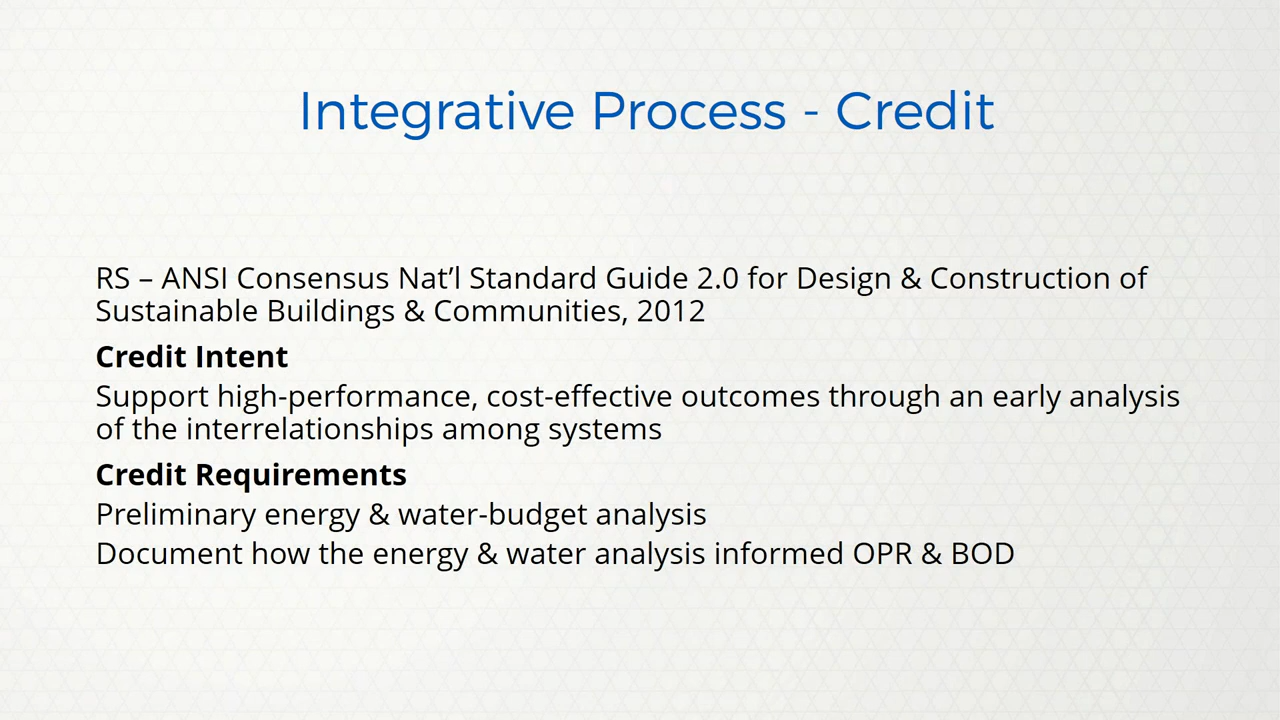 Integrative Process - Credit
RS – ANSI Consensus Nat’l Standard Guide 2.0 for Design & Construction of
Sustainable Buildings & Communities, 2012
Credit Intent
Support high-performance, cost-effective outcomes through an early analysis
of the interrelationships among systems
Credit Requirements
Preliminary energy & water-budget analysis
Document how the energy & water analysis informed OPR & BOD